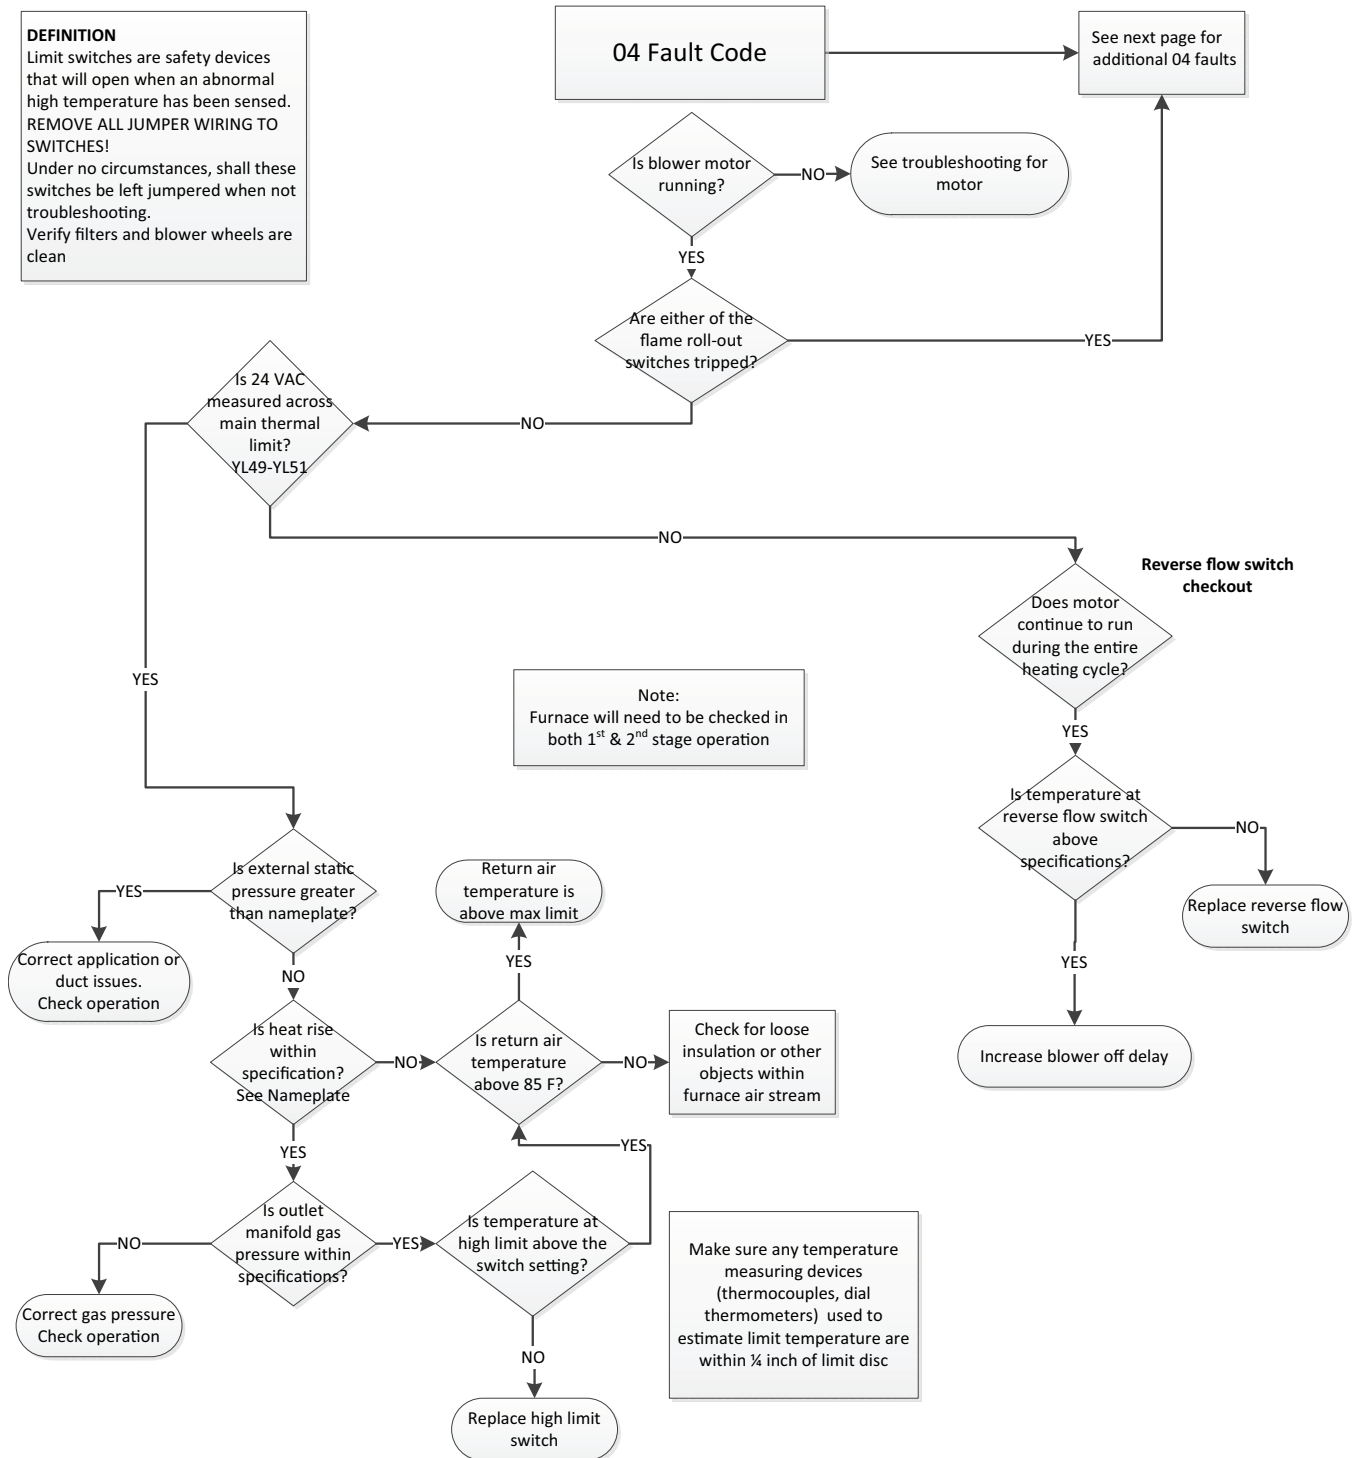 DEFINITION
Limit switches are safety devices
that will open when an abnormal
high temperature has been sensed.
REMOVE ALL JUMPER WIRING TO
SWITCHES!
Under no circumstances, shall these
switches be left jumpered when not
troubleshooting.
Verify filters and blower wheels are
clean
04 Fault Code
See next page for
additional 04 faults
Is blower motor
running?
NO
See troubleshooting for
motor
YES
Are either of the
flame roll-out
switches tripped?
YES
NO
Is 24 VAC
measured across
main thermal
limit?
YL49-YL51
NO
YES
Reverse flow switch
checkout
Does motor
continue to run
during the entire
heating cycle?
YES
Note:
Furnace will need to be checked in
both 1st & 2nd stage operation
Is temperature at
reverse flow switch
above
specifications?
NO
Replace reverse flow
switch
YES
Increase blower off delay
Is external static
pressure greater
than nameplate?
YES
Correct application or
duct issues.
Check operation
NO
Return air
temperature is
above max limit
YES
Is heat rise
within
specification?
See Nameplate
NO
Is return air
temperature
above 85 F?
NO
Check for loose
insulation or other
objects within
furnace air stream
YES
YES
Is outlet
manifold gas
pressure within
specifications?
NO
Correct gas pressure
Check operation
YES
Is temperature at
high limit above the
switch setting?
NO
Replace high limit
switch
Make sure any temperature
measuring devices
(thermocouples, dial
thermometers) used to
estimate limit temperature are
within ¼ inch of limit disc